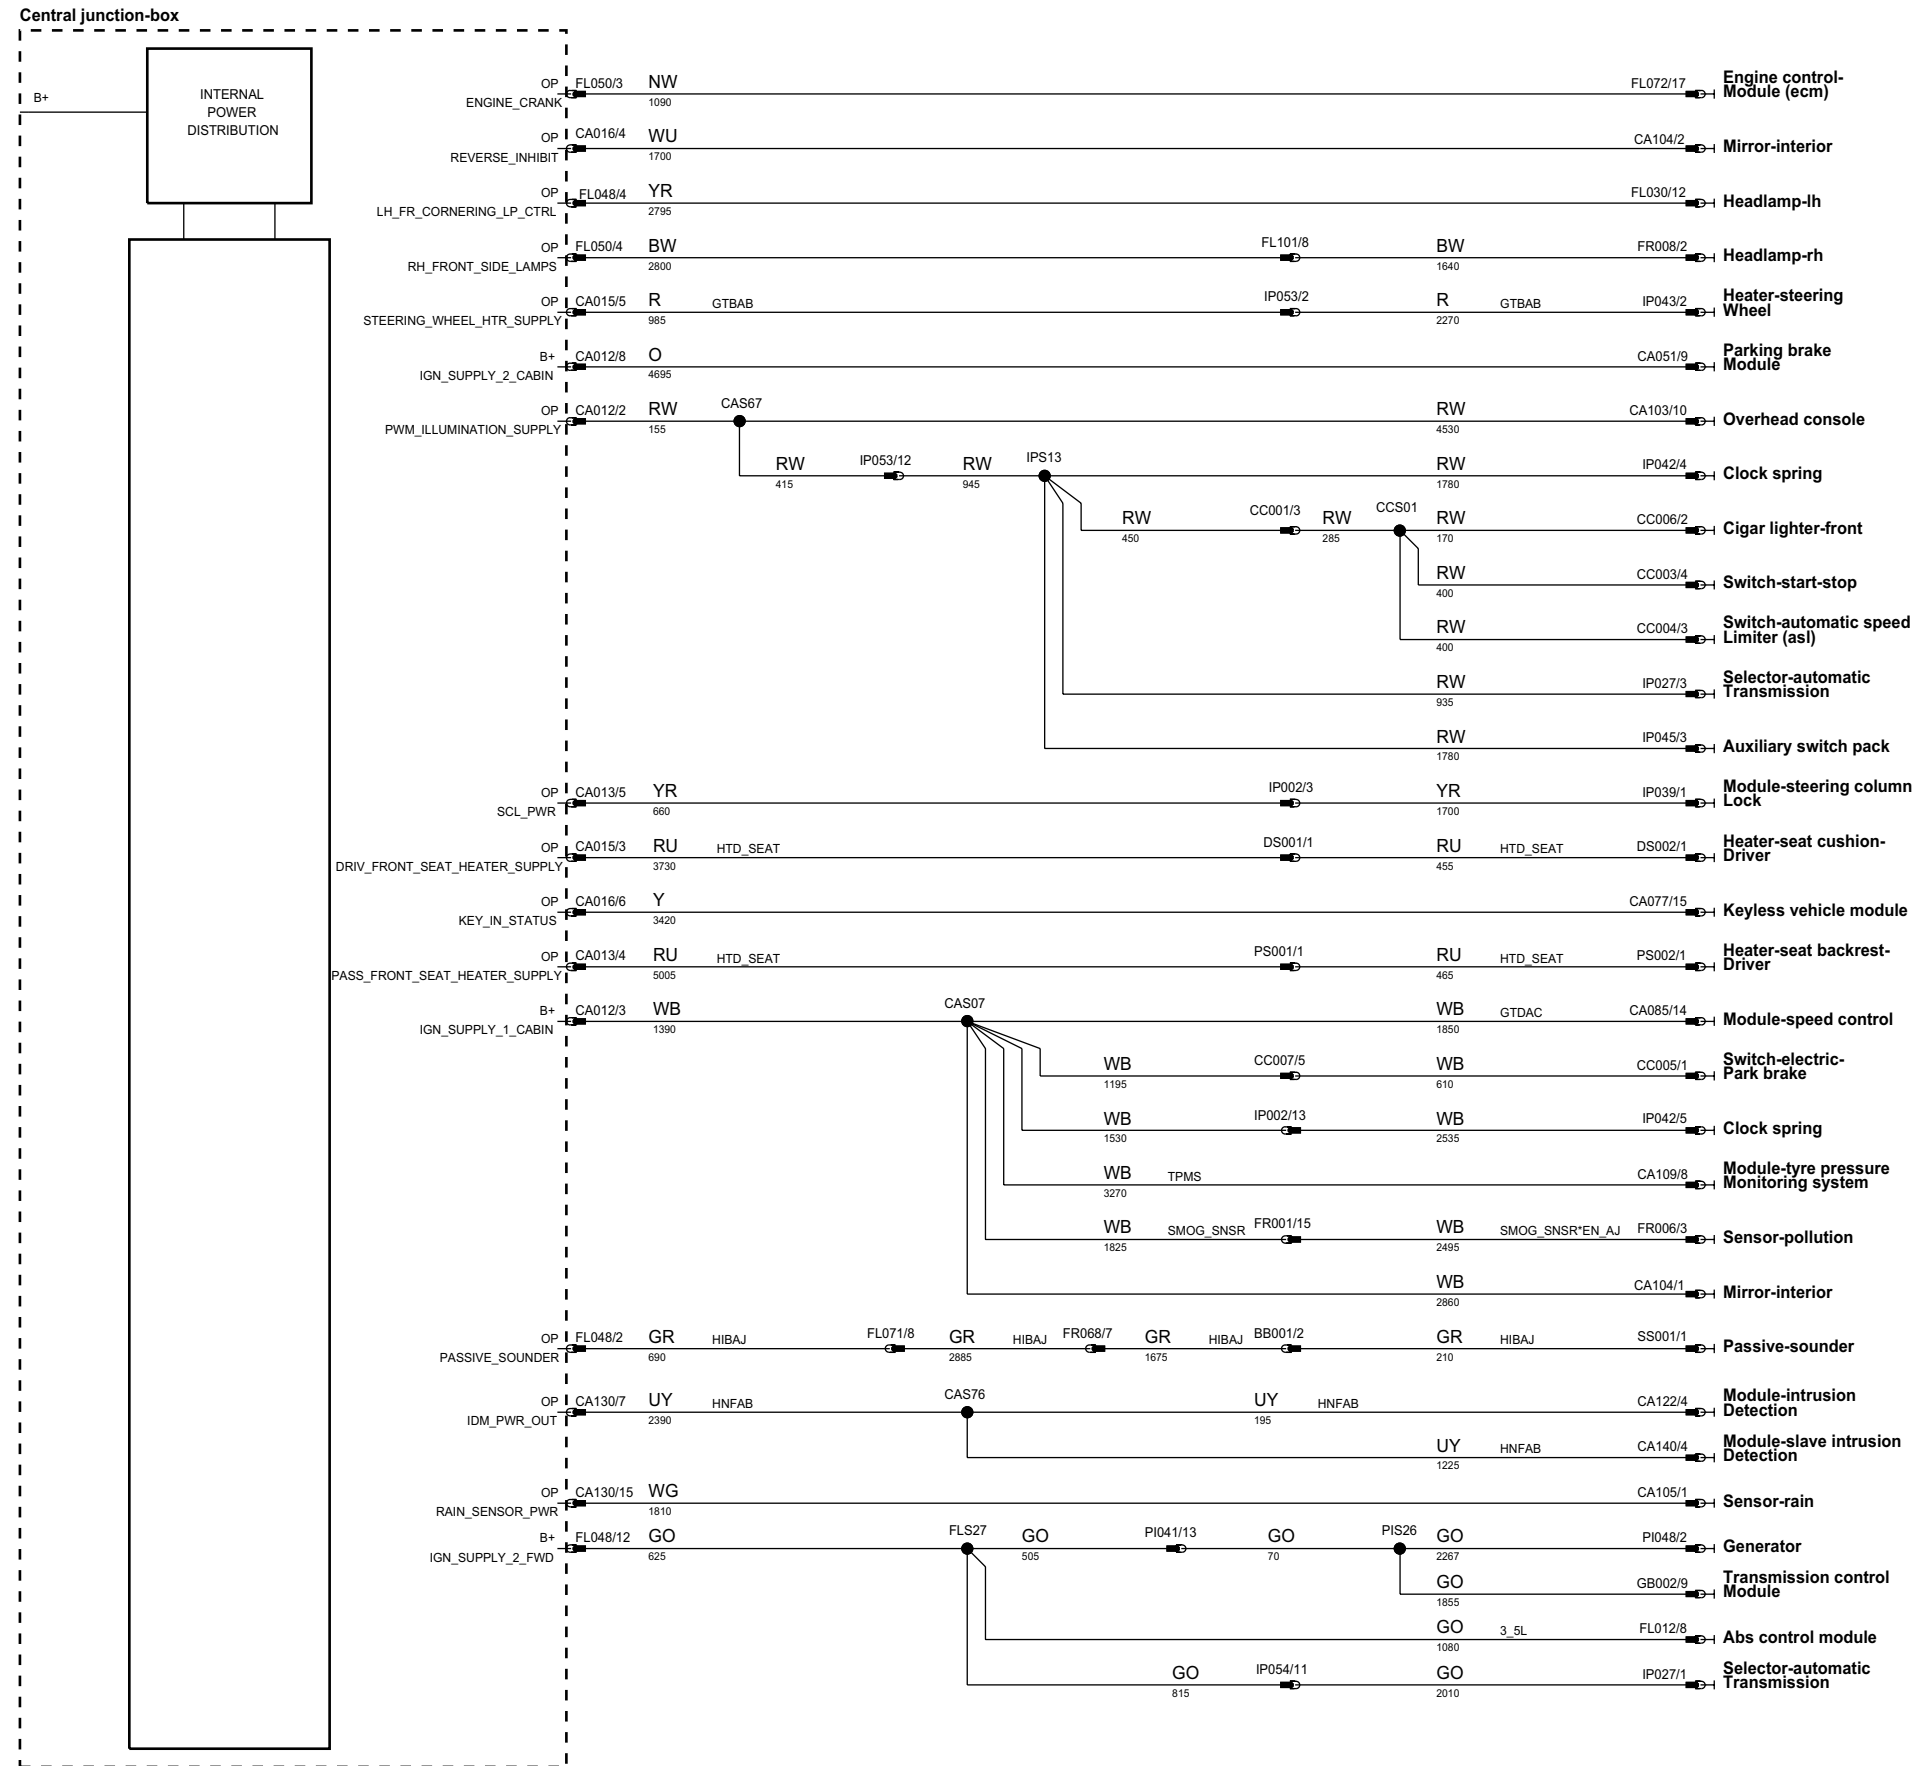 Central junction-box
B+
INTERNAL
POWER
DISTRIBUTION
OP FL050/3 NW FL072/17 Engine control-
ENGINE_CRANK 1090 Module (ecm)
OP CA016/4 WU CA104/2 Mirror-interior
REVERSE_INHIBIT 1700
OP FL048/4 YR FL030/12 Headlamp-lh
LH_FR_CORNERING_LP_CTRL 2795
OP FL050/4 BW FL101/8 BW FR008/2 Headlamp-rh
RH_FRONT_SIDE_LAMPS 2800 1640
OP CA015/5 R GTBAB IP053/2 R GTBAB IP043/2 Heater-steering
STEERING_WHEEL_HTR_SUPPLY 985 2270 Wheel
B+ CA012/8 O CA051/9 Parking brake
IGN_SUPPLY_2_CABIN 4695 Module
OP CA012/2 RW CAS67 RW CA103/10 Overhead console
PWM_ILLUMINATION_SUPPLY 155 4530
RW IP053/12 RW IPS13 RW IP042/4 Clock spring
415 945 1780
RW CC001/3 RW CCS01 RW CC006/2 Cigar lighter-front
450 285 170
RW CC003/4 Switch-start-stop
400
RW CC004/3 Switch-automatic speed
400 Limiter (asl)
RW IP027/3 Selector-automatic
935 Transmission
RW IP045/3 Auxiliary switch pack
1780
OP CA013/5 YR IP002/3 YR IP039/1 Module-steering column
SCL_PWR 660 1700 Lock
OP CA015/3 RU HTD_SEAT DS001/1 RU HTD_SEAT DS002/1 Heater-seat cushion-
DRIV_FRONT_SEAT_HEATER_SUPPLY 3730 455 Driver
OP CA016/6 Y CA077/15 Keyless vehicle module
KEY_IN_STATUS 3420
OP CA013/4 RU HTD_SEAT PS001/1 RU HTD_SEAT PS002/1 Heater-seat backrest-
PASS_FRONT_SEAT_HEATER_SUPPLY 5005 465 Driver
B+ CA012/3 WB CAS07 WB GTDAC CA085/14 Module-speed control
IGN_SUPPLY_1_CABIN 1390 1850
WB CC007/5 WB CC005/1 Switch-electric-
1195 610 Park brake
WB IP002/13 WB IP042/5 Clock spring
1530 2535
WB TPMS CA109/8 Module-tyre pressure
3270 Monitoring system
WB SMOG_SNSR FR001/15 WB SMOG_SNSR*EN_AJ FR006/3 Sensor-pollution
1825 2495
WB CA104/1 Mirror-interior
2860
OP FL048/2 GR HIBAJ FL071/8 GR HIBAJ FR068/7 GR HIBAJ BB001/2 GR HIBAJ SS001/1 Passive-sounder
PASSIVE_SOUNDER 690 2885 1675 210
OP CA130/7 UY HNFAB CAS76 UY HNFAB CA122/4 Module-intrusion
IDM_PWR_OUT 2390 195 Detection
UY HNFAB CA140/4 Module-slave intrusion
1225 Detection
OP CA130/15 WG CA105/1 Sensor-rain
RAIN_SENSOR_PWR 1810
B+ FL048/12 GO FLS27 GO PI041/13 GO PIS26 GO PI048/2 Generator
IGN_SUPPLY_2_FWD 625 505 70 2267
GO GB002/9 Transmission control
1855 Module
GO 3_5L FL012/8 Abs control module
1080
GO IP054/11 GO IP027/1 Selector-automatic
815 2010 Transmission